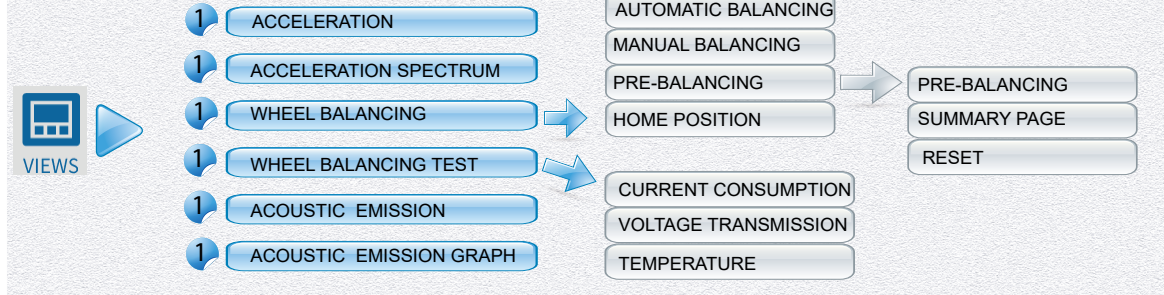 VIEWS
1 ACCELERATION
1 ACCELERATION SPECTRUM
1 WHEEL BALANCING
1 WHEEL BALANCING TEST
1 ACOUSTIC EMISSION
1 ACOUSTIC EMISSION GRAPH
AUTOMATIC BALANCING
MANUAL BALANCING
PRE-BALANCING
HOME POSITION
CURRENT CONSUMPTION
VOLTAGE TRANSMISSION
TEMPERATURE
PRE-BALANCING
SUMMARY PAGE
RESET